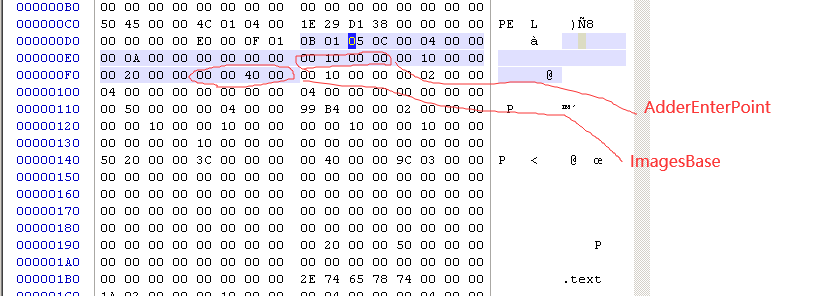 000000B0 00 00 00 00 00 00 00 00 00 00 00 00 00 00 00 00
000000C0 50 45 00 00 4C 01 04 00 1E 29 D1 38 00 00 00 00 PE L )Ñ8
000000D0 00 00 00 00 E0 00 0F 01 0B 01 05 0C 00 04 00 00 à
000000E0 00 0A 00 00 00 00 00 00 00 10 00 00 00 10 00 00
000000F0 00 20 00 00 00 00 40 00 00 10 00 00 00 02 00 00 @
00000100 04 00 00 00 00 00 00 00 04 00 00 00 00 00 00 00
AdderEnterPoint
00000110 00 50 00 00 00 04 00 00 99 B4 00 00 02 00 00 00 P ™´
00000120 00 00 10 00 00 10 00 00 00 00 10 00 00 10 00 00
00000130 00 00 00 00 10 00 00 00 00 00 00 00 00 00 00 00
00000140 50 20 00 00 3C 00 00 00 00 40 00 00 9C 03 00 00 P < @ œ
ImagesBase
00000150 00 00 00 00 00 00 00 00 00 00 00 00 00 00 00 00
00000160 00 00 00 00 00 00 00 00 00 00 00 00 00 00 00 00
00000170 00 00 00 00 00 00 00 00 00 00 00 00 00 00 00 00
00000180 00 00 00 00 00 00 00 00 00 00 00 00 00 00 00 00
00000190 00 00 00 00 00 00 00 00 00 20 00 00 50 00 00 00 P
000001A0 00 00 00 00 00 00 00 00 00 00 00 00 00 00 00 00
000001B0 00 00 00 00 00 00 00 00 2E 74 65 78 74 00 00 00 .text